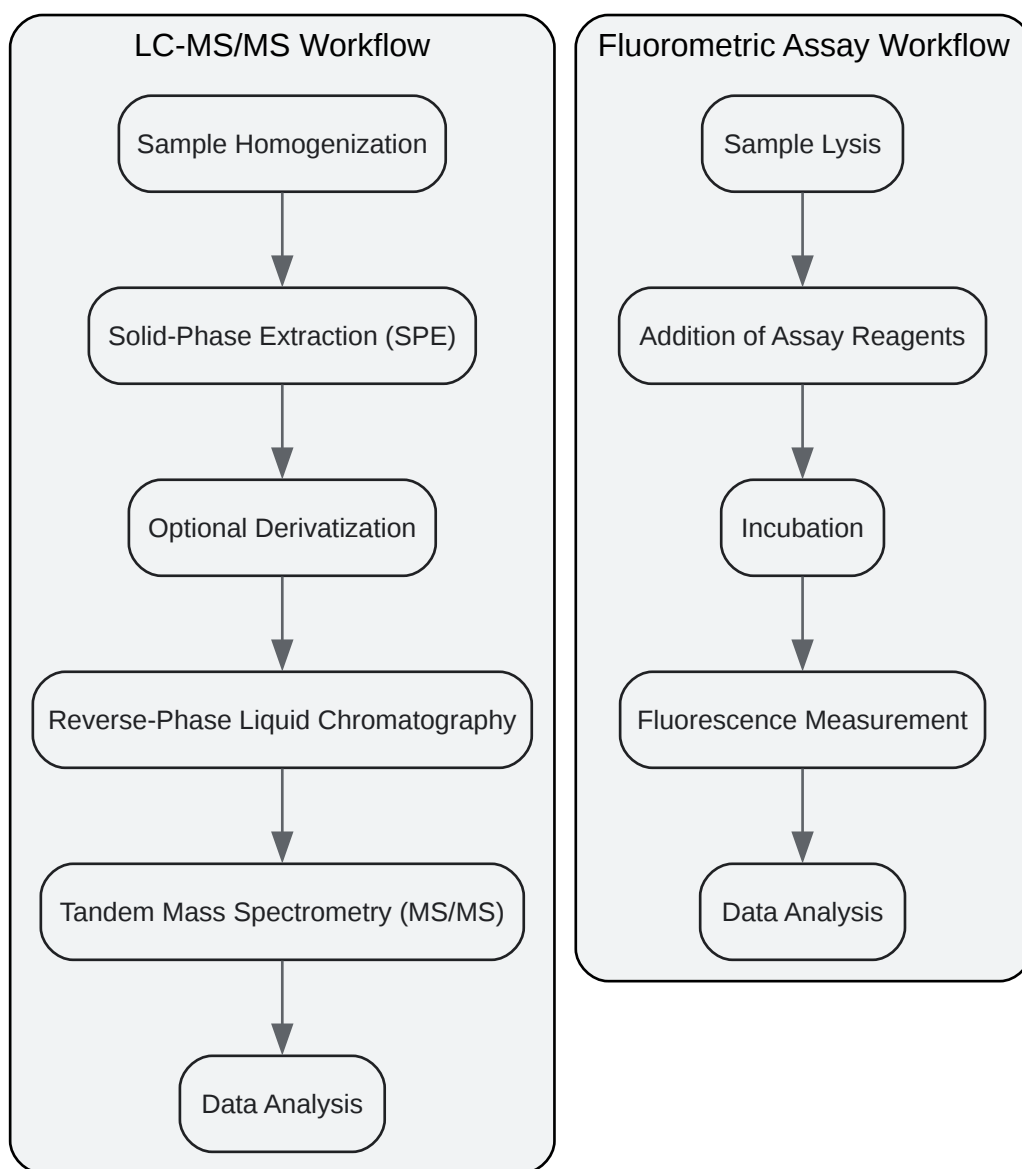 LC-MS/MS Workflow
Sample Homogenization
Solid-Phase Extraction (SPE)
Optional Derivatization
Reverse-Phase Liquid Chromatography
Tandem Mass Spectrometry (MS/MS)
Data Analysis
Fluorometric Assay Workflow
Sample Lysis
Addition of Assay Reagents
Incubation
Fluorescence Measurement
Data Analysis